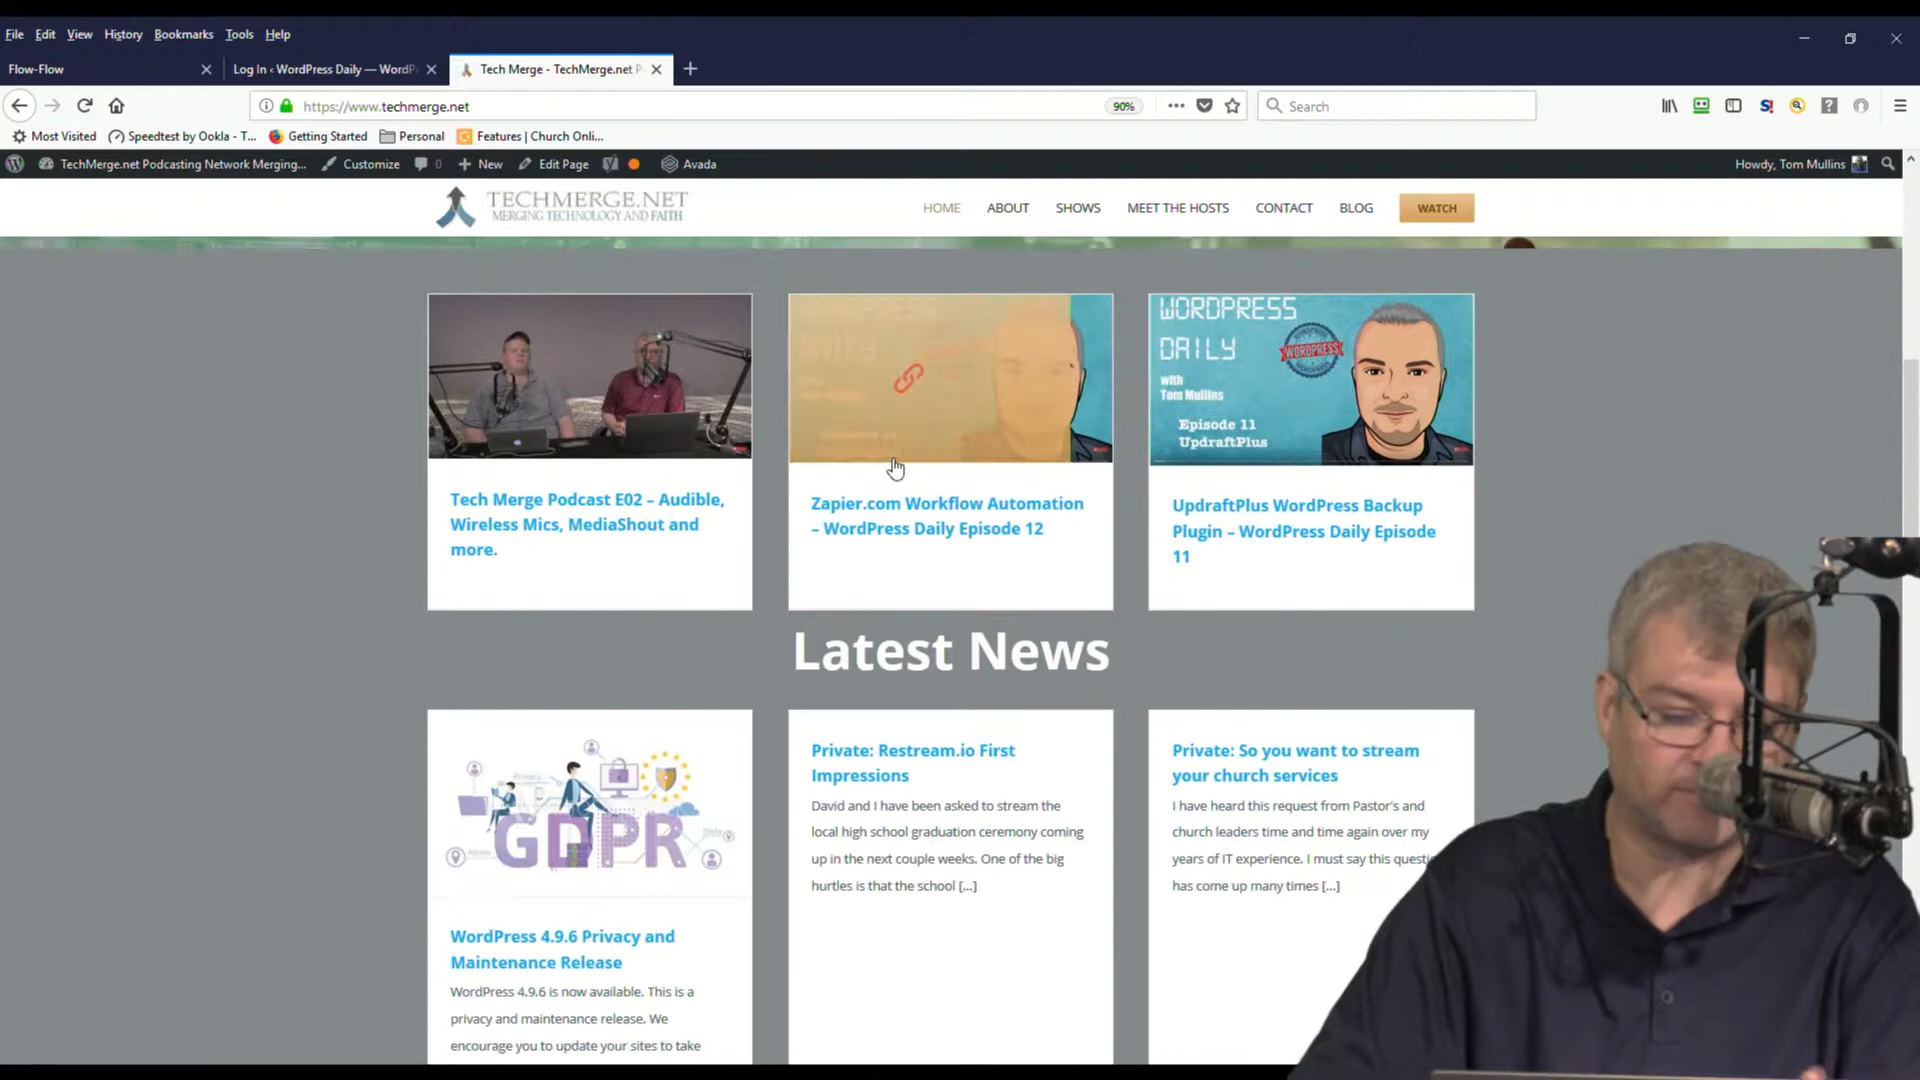 File Edit View History Bookmarks Tools Help
Flow-Flow
Log In ‹ WordPress Daily — WordP
Tech Merge - TechMerge.net P
https://www.techmerge.net
90%
Search
Most Visited
Speedtest by Ookla - T...
Getting Started
Personal
Features | Church Onli...
TechMerge.net Podcasting Network Merging...
Customize
0
New
Edit Page
Avada
Howdy, Tom Mullins
TECHMERGE.NET
MERGING TECHNOLOGY AND FAITH
HOME ABOUT SHOWS MEET THE HOSTS CONTACT BLOG WATCH
WORDPRESS
DAILY
WORDPRESS
with
Tom Mullins
Episode 11
UpdraftPlus
Tech Merge Podcast E02 – Audible,
Wireless Mics, MediaShout and
more.
Zapier.com Workflow Automation
– WordPress Daily Episode 12
UpdraftPlus WordPress Backup
Plugin – WordPress Daily Episode
11
Latest News
Privacy
GDPR
WordPress 4.9.6 Privacy and
Maintenance Release
WordPress 4.9.6 is now available. This is a
privacy and maintenance release. We
encourage you to update your sites to take
Private: Restream.io First
Impressions
David and I have been asked to stream the
local high school graduation ceremony coming
up in the next couple weeks. One of the big
hurtles is that the school [...]
Private: So you want to stream
your church services
I have heard this request from Pastor's and
church leaders time and time again over my
years of IT experience. I must say this
has come up many times [...]